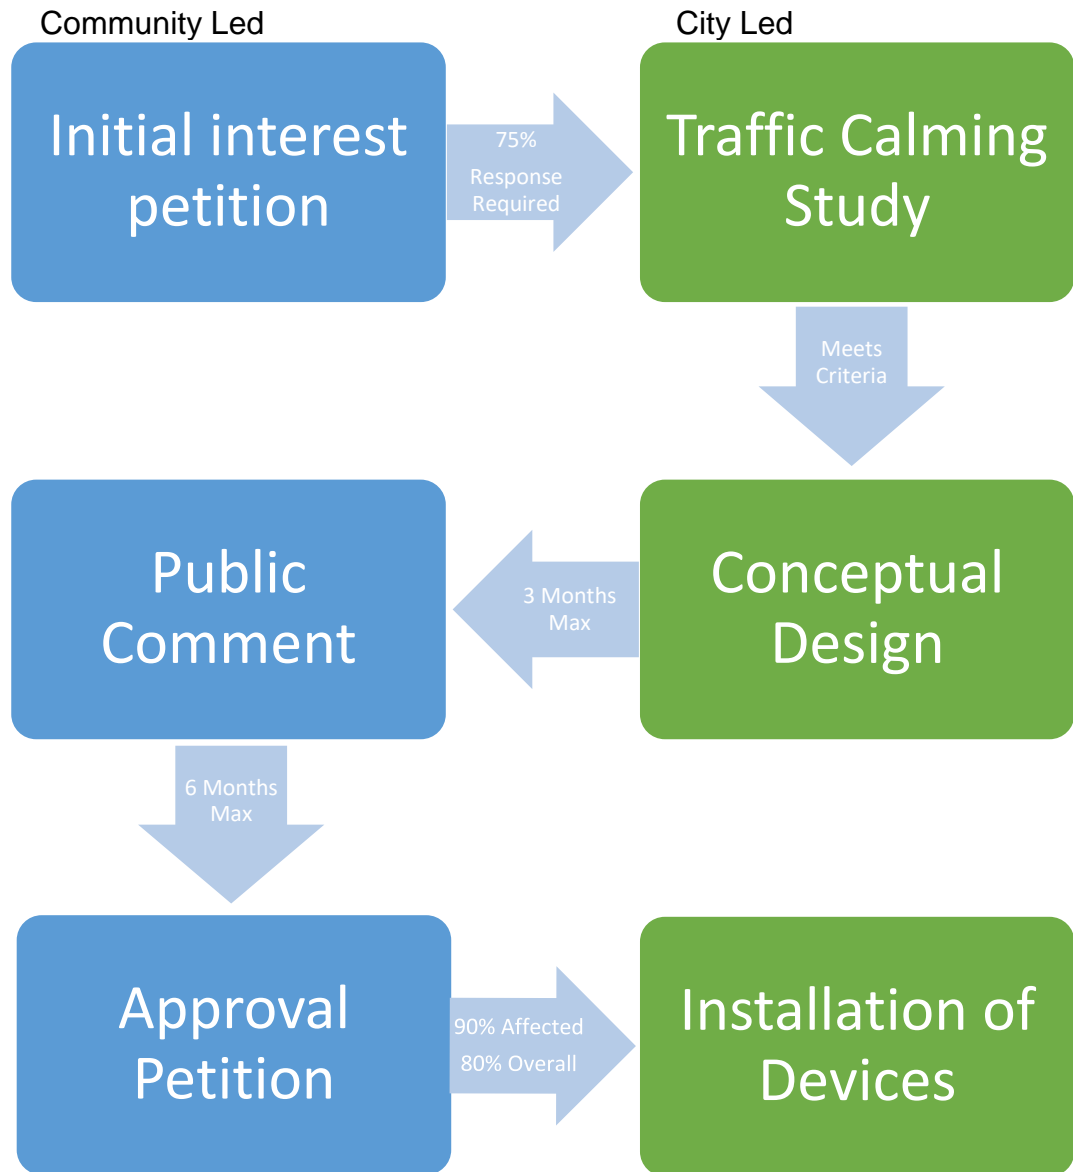 Community Led
City Led
Initial interest
petition
75%
Response
Required
Traffic Calming
Study
Meets
Criteria
Conceptual
Design
3 Months
Max
Public
Comment
6 Months
Max
Approval
Petition
90% Affected
80% Overall
Installation of
Devices